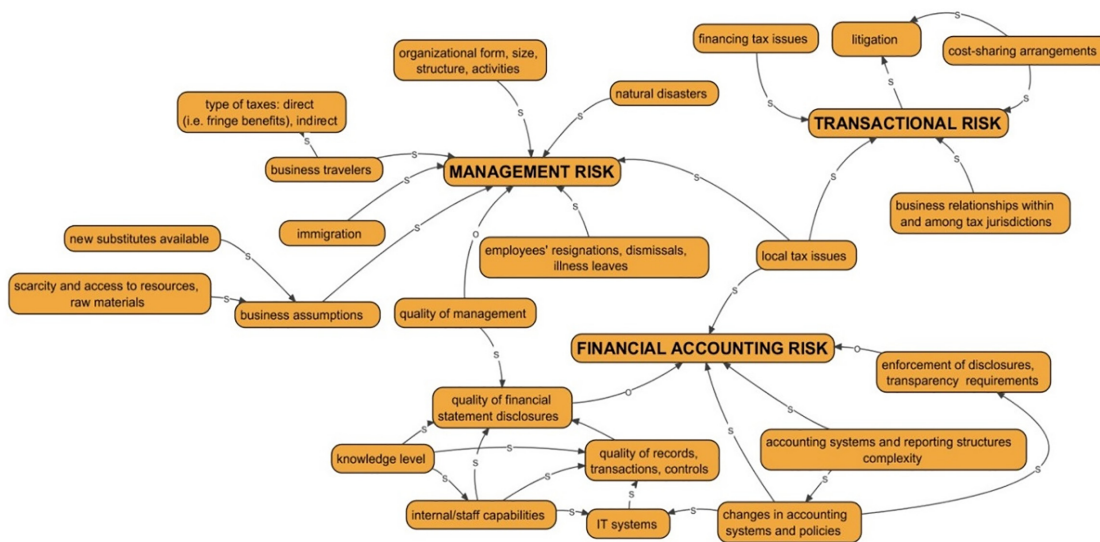 litigation
financing tax issues
cost-sharing arrangements
organizational form, size,
structure, activities
natural disasters
type of taxes: direct
(i.e. fringe benefits), indirect
TRANSACTIONAL RISK
business travelers
MANAGEMENT RISK
business relationships within
and among tax jurisdictions
immigration
new substitutes available
employees' resignations, dismissals,
illness leaves
local tax issues
scarcity and access to resources,
raw materials
business assumptions
quality of management
FINANCIAL ACCOUNTING RISK
enforcement of disclosures,
transparency requirements
quality of financial
statement disclosures
accounting systems and reporting structures
complexity
knowledge level
quality of records,
transactions, controls
internal/staff capabilities
IT systems
changes in accounting
systems and policies
s
s
s
s
s
s
s
s
s
s
s
s
s
s
o
s
s
s
s
o
o
s
s
s
s
s
s
s
s
s
s
s
s